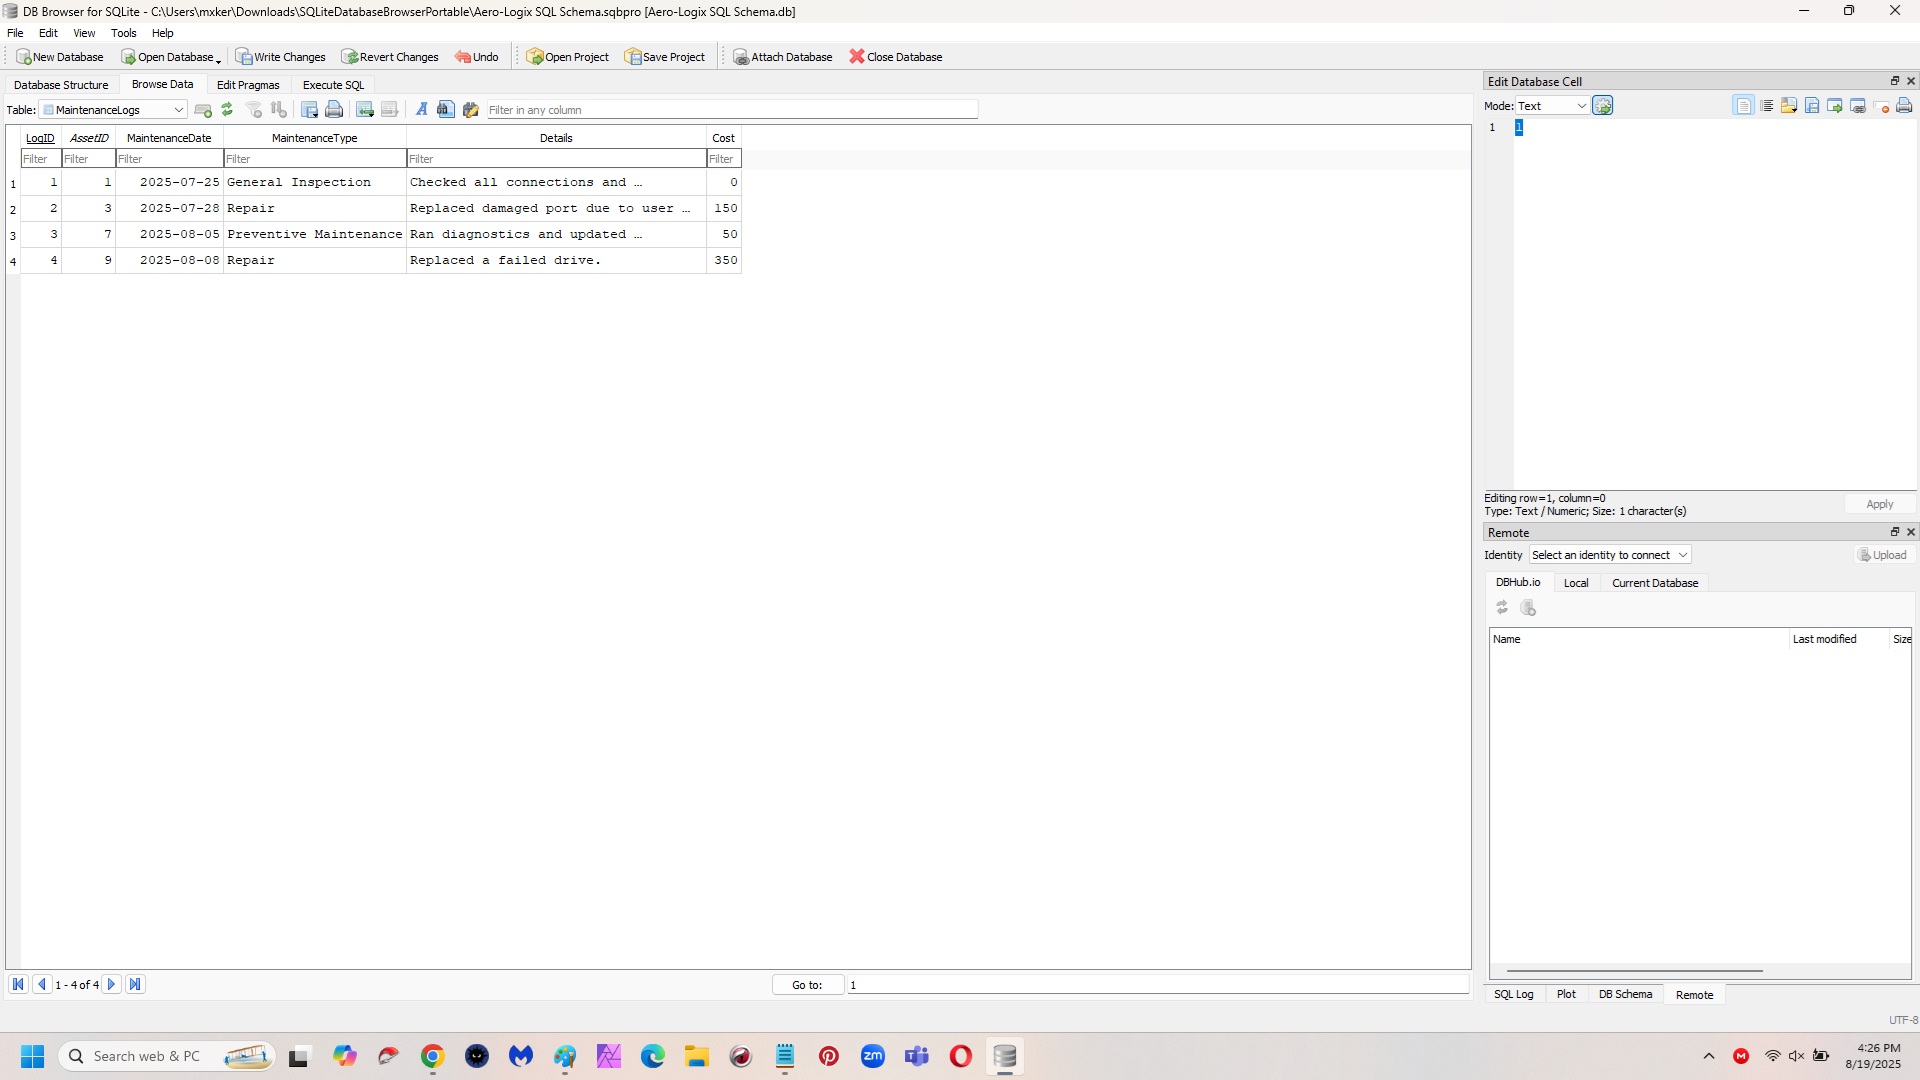 DB Browser for SQLite - C:\Users\mxker\Downloads\SQLiteDatabaseBrowserPortable\Aero-Logix SQL Schema.sqbpro [Aero-Logix SQL Schema.db]
File Edit View Tools Help
New Database Open Database Write Changes Revert Changes Undo Open Project Save Project Attach Database Close Database
Database Structure Browse Data Edit Pragmas Execute SQL
Table: MaintenanceLogs Filter in any column
LogID AssetID MaintenanceDate MaintenanceType Details Cost
Filter Filter Filter Filter Filter Filter
1 1 1 2025-07-25 General Inspection Checked all connections and … 0
2 2 3 2025-07-28 Repair Replaced damaged port due to user … 150
3 3 7 2025-08-05 Preventive Maintenance Ran diagnostics and updated … 50
4 4 9 2025-08-08 Repair Replaced a failed drive. 350
1 - 4 of 4 Go to: 1
Edit Database Cell
Mode: Text
1 1
Editing row=1, column=0
Type: Text / Numeric; Size: 1 character(s)
Apply
Remote
Identity Select an identity to connect Upload
DBHub.io Local Current Database
Name Last modified Size
SQL Log Plot DB Schema Remote
UTF-8
Search web & PC
zm
M
4:26 PM
8/19/2025